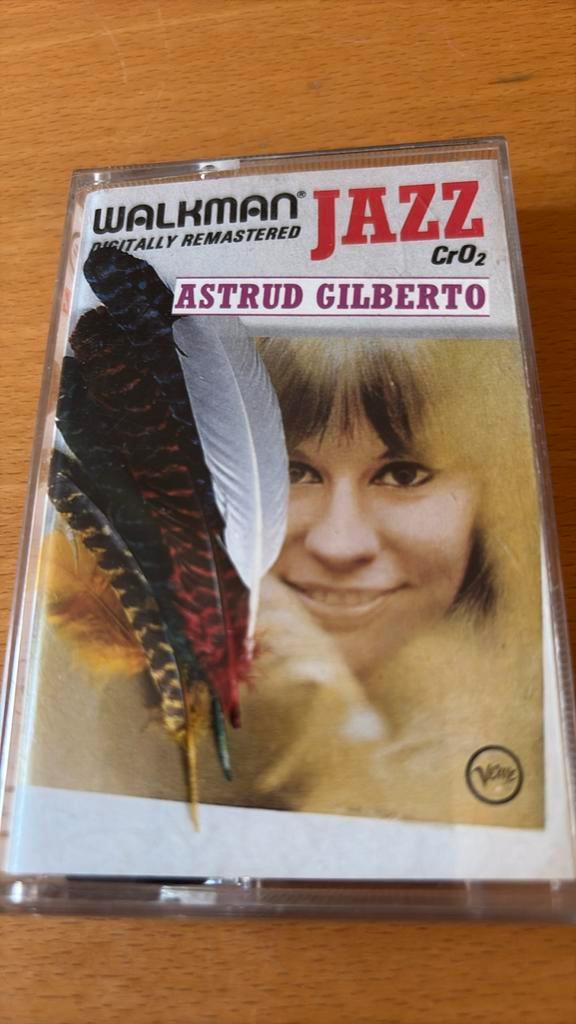 WALKMAN® JAZZ
DIGITALLY REMASTERED
CrO₂
ASTRUD GILBERTO
Verve